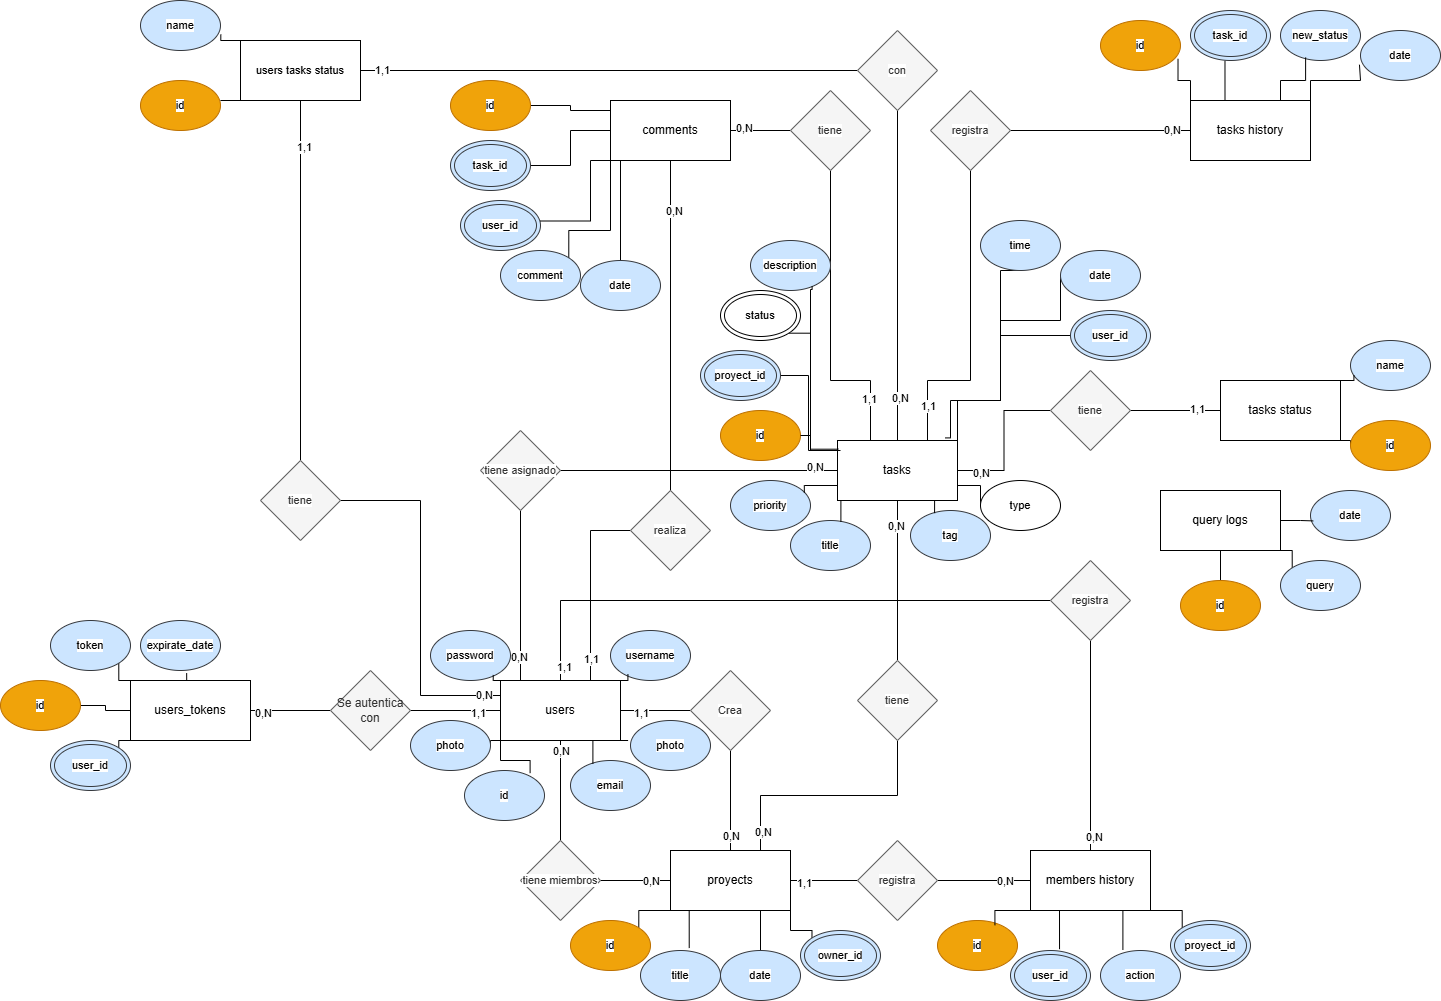 name
users tasks status
id
1,1
1,1
con
id
task_id
new_status
date
tasks history
0,N
registra
tiene
0,N
comments
id
task_id
user_id
comment
date
0,N
description
status
proyect_id
id
time
date
user_id
1,1
0,N
1,1
tiene
1,1
tasks status
name
id
tiene asignado
0,N
tasks
0,N
priority
title
tag
type
0,N
tiene
realiza
query logs
date
query
id
registra
token
expirate_date
id
users_tokens
user_id
0,N
Se autentica
con
1,1
0,N
password
0,N
1,1
1,1
username
users
1,1
Crea
photo
photo
id
email
0,N
tiene
0,N
0,N
0,N
tiene miembros
0,N
proyects
1,1
registra
0,N
members history
id
title
date
owner_id
id
user_id
action
proyect_id